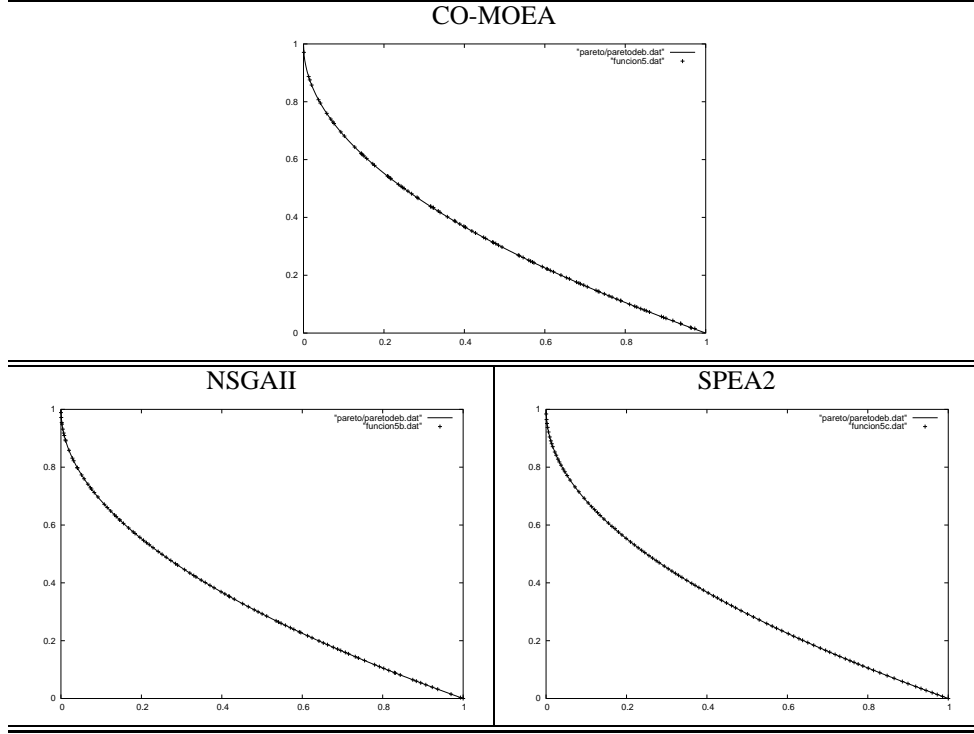 CO-MOEA
1
"pareto/paretodeb.dat"
"funcion5.dat"
0.8
0.6
0.4
0.2
0
0 0.2 0.4 0.6 0.8 1
NSGAII
1
"pareto/paretodeb.dat"
"funcion5b.dat"
0.8
0.6
0.4
0.2
0
0 0.2 0.4 0.6 0.8 1
SPEA2
1
"pareto/paretodeb.dat"
"funcion5c.dat"
0.8
0.6
0.4
0.2
0
0 0.2 0.4 0.6 0.8 1